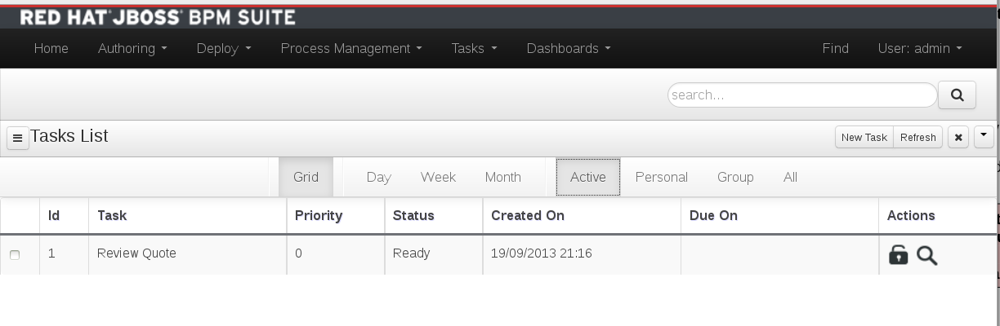 RED HAT JBOSS BPM SUITE
Home Authoring Deploy Process Management Tasks Dashboards Find User: admin
search...
Tasks List New Task Refresh
Grid Day Week Month Active Personal Group All
Id Task Priority Status Created On Due On Actions
1 Review Quote 0 Ready 19/09/2013 21:16